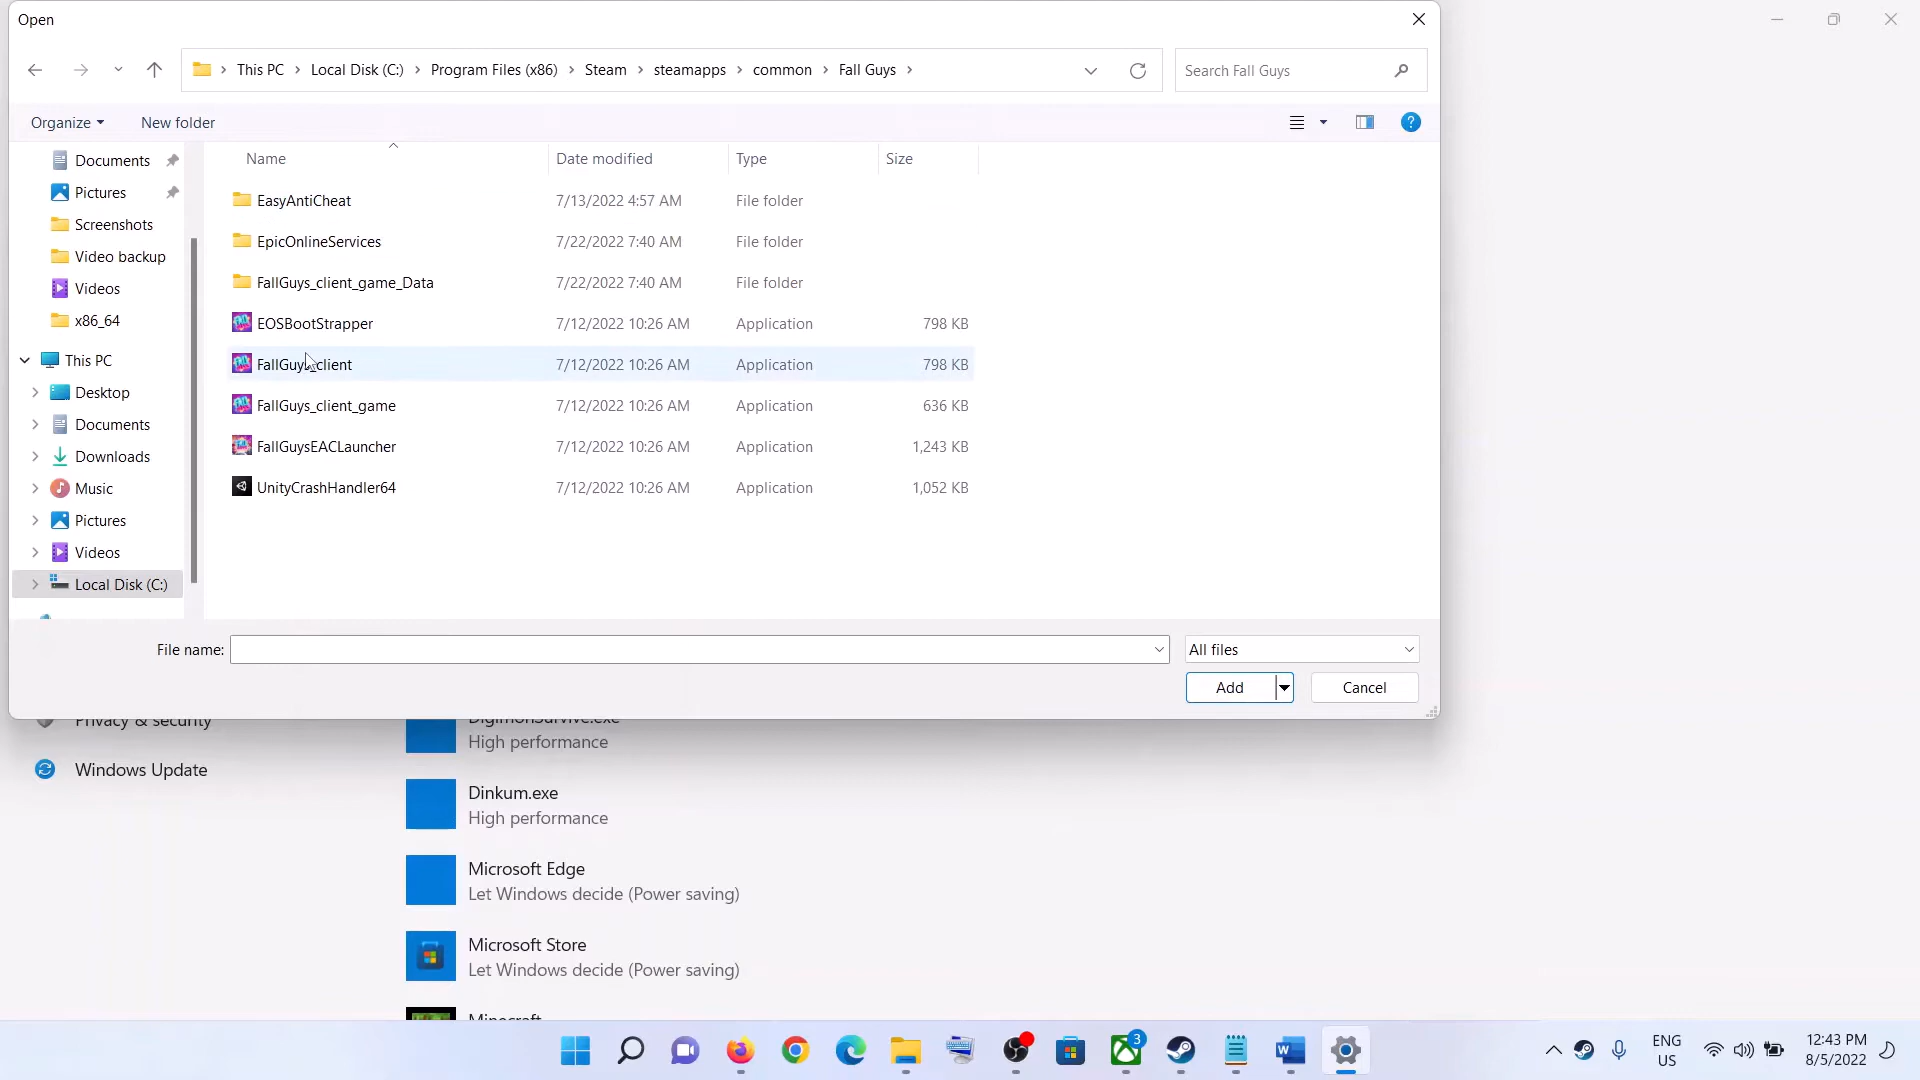 Open
This PC > Local Disk (C:) > Program Files (x86) > Steam > steamapps > common > Fall Guys >
Search Fall Guys
Organize
New folder
Name
Date modified
Type
Size
Documents
Pictures
Screenshots
Video backup
Videos
x86_64
This PC
Desktop
Documents
Downloads
Music
Pictures
Videos
Local Disk (C:)
EasyAntiCheat 7/13/2022 4:57 AM File folder
EpicOnlineServices 7/22/2022 7:40 AM File folder
FallGuys_client_game_Data 7/22/2022 7:40 AM File folder
EOSBootStrapper 7/12/2022 10:26 AM Application 798 KB
FallGuys_client 7/12/2022 10:26 AM Application 798 KB
FallGuys_client_game 7/12/2022 10:26 AM Application 636 KB
FallGuysEACLauncher 7/12/2022 10:26 AM Application 1,243 KB
UnityCrashHandler64 7/12/2022 10:26 AM Application 1,052 KB
File name:
All files
Add
Cancel
Privacy & security
Windows Update
DigimonSurvive.exe
High performance
Dinkum.exe
High performance
Microsoft Edge
Let Windows decide (Power saving)
Microsoft Store
Let Windows decide (Power saving)
Minecraft
3
ENG
US
12:43 PM
8/5/2022